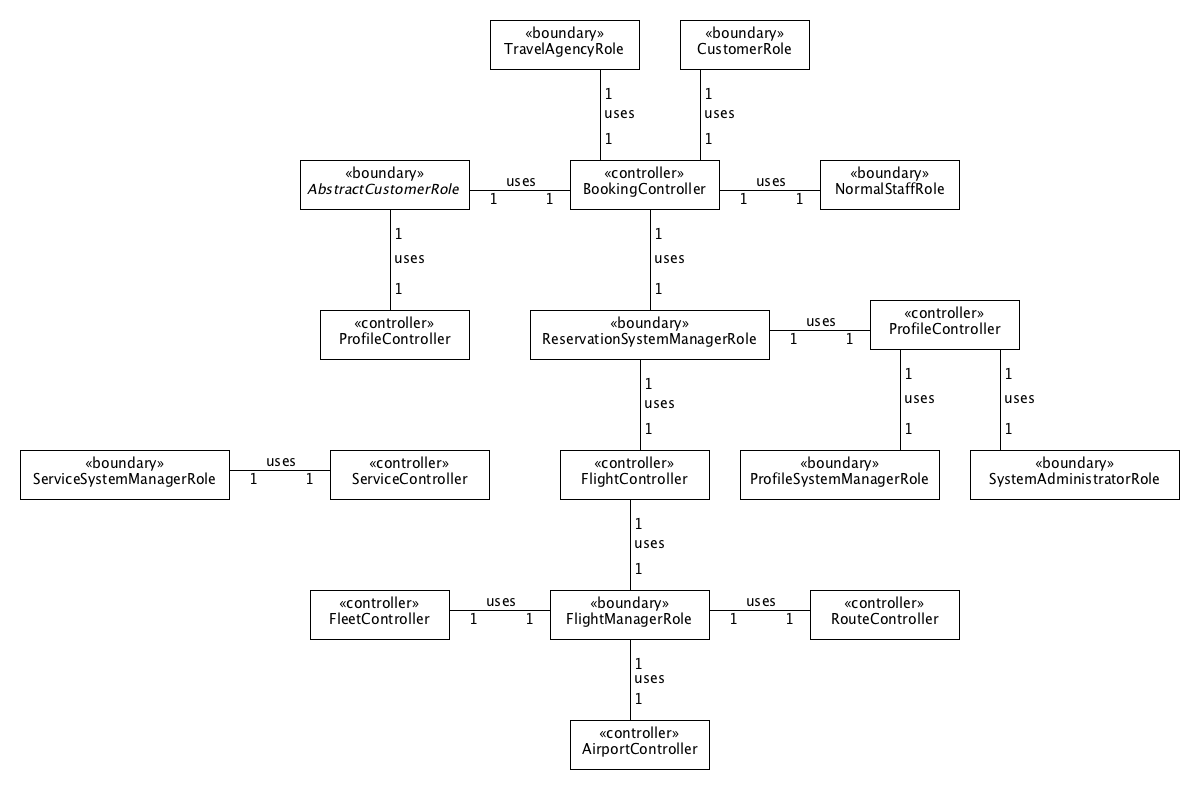 «boundary»
TravelAgencyRole
«boundary»
CustomerRole
1
uses
1
1
uses
1
«boundary»
AbstractCustomerRole
uses
1 1
«controller»
BookingController
uses
1 1
«boundary»
NormalStaffRole
1
uses
1
1
uses
1
«controller»
ProfileController
«boundary»
ReservationSystemManagerRole
uses
1 1
«controller»
ProfileController
1
uses
1
1
uses
1
1
uses
1
«boundary»
ServiceSystemManagerRole
uses
1 1
«controller»
ServiceController
«controller»
FlightController
«boundary»
ProfileSystemManagerRole
«boundary»
SystemAdministratorRole
1
uses
1
«controller»
FleetController
uses
1 1
«boundary»
FlightManagerRole
uses
1 1
«controller»
RouteController
1
uses
1
«controller»
AirportController